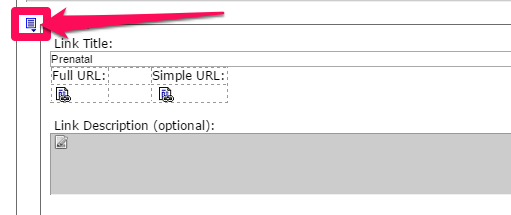 Link Title:
Prenatal
Full URL: Simple URL:
Link Description (optional):